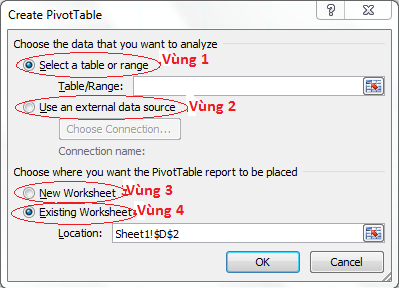 Create PivotTable
Choose the data that you want to analyze
Select a table or range Vùng 1
Table/Range:
Use an external data source Vùng 2
Choose Connection...
Connection name:
Choose where you want the PivotTable report to be placed
New Worksheet Vùng 3
Existing Worksheet Vùng 4
Location: Sheet1!$D$2
OK Cancel